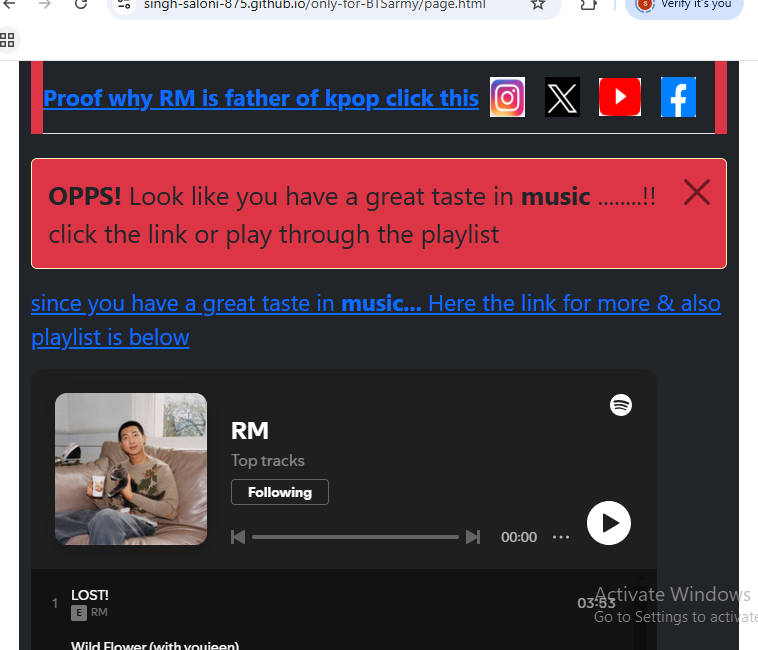 singh-saloni-875.github.io/only-for-BTSarmy/page.html
Verify it's you
Proof why RM is father of kpop click this
OPPS! Look like you have a great taste in music ........!!
click the link or play through the playlist
since you have a great taste in music... Here the link for more & also
playlist is below
RM
Top tracks
Following
00:00
1
LOST!
E RM
03:53
Wild Flower (with youjeen)
Activate Windows
Go to Settings to activate